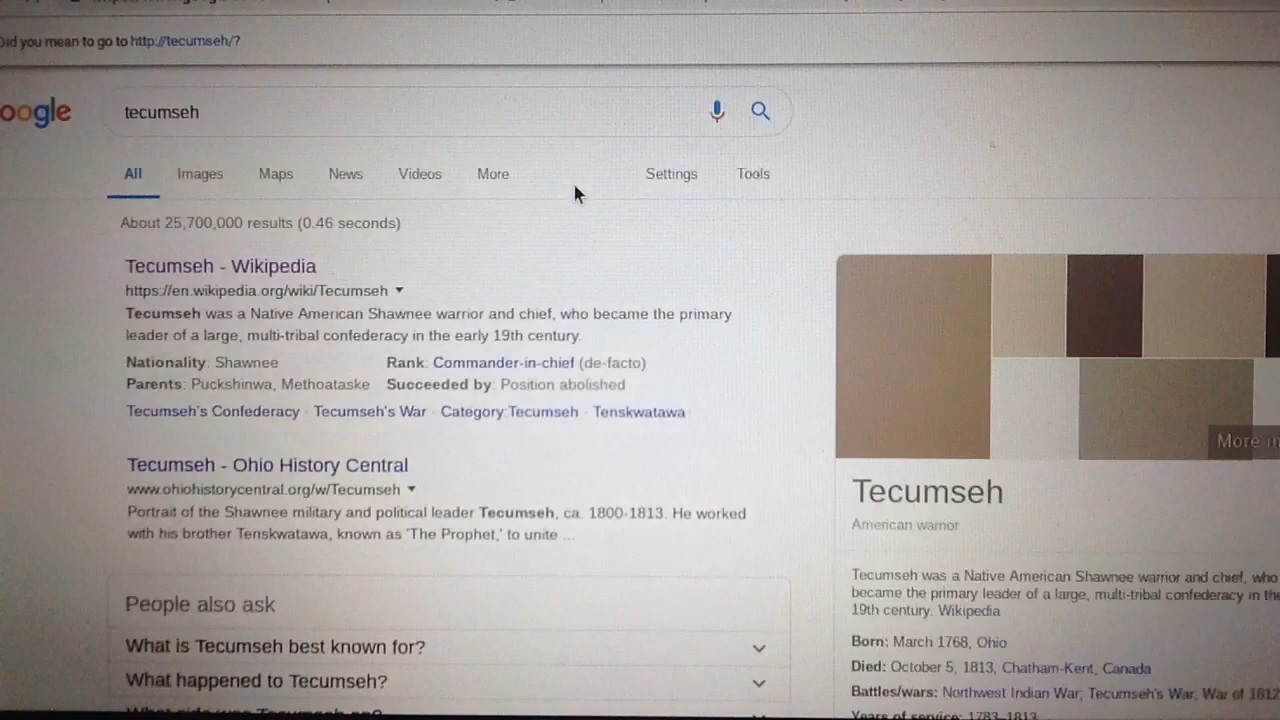 Did you mean to go to http://tecumseh/?
oogle
tecumseh
All Images Maps News Videos More Settings Tools
About 25,700,000 results (0.46 seconds)
Tecumseh - Wikipedia
https://en.wikipedia.org/wiki/Tecumseh
Tecumseh was a Native American Shawnee warrior and chief, who became the primary
leader of a large, multi-tribal confederacy in the early 19th century.
Nationality: Shawnee Rank: Commander-in-chief (de-facto)
Parents: Puckshinwa, Methoataske Succeeded by: Position abolished
Tecumseh's Confederacy · Tecumseh's War · Category:Tecumseh · Tenskwatawa
Tecumseh - Ohio History Central
www.ohiohistorycentral.org/w/Tecumseh
Portrait of the Shawnee military and political leader Tecumseh, ca. 1800-1813. He worked
with his brother Tenskwatawa, known as 'The Prophet,' to unite ...
People also ask
What is Tecumseh best known for?
What happened to Tecumseh?
More
Tecumseh
American warrior
Tecumseh was a Native American Shawnee warrior and chief, who
became the primary leader of a large, multi-tribal confederacy in the
19th century. Wikipedia
Born: March 1768, Ohio
Died: October 5, 1813, Chatham-Kent, Canada
Battles/wars: Northwest Indian War, Tecumseh's War, War of 1812
Years of service: 1783–1813